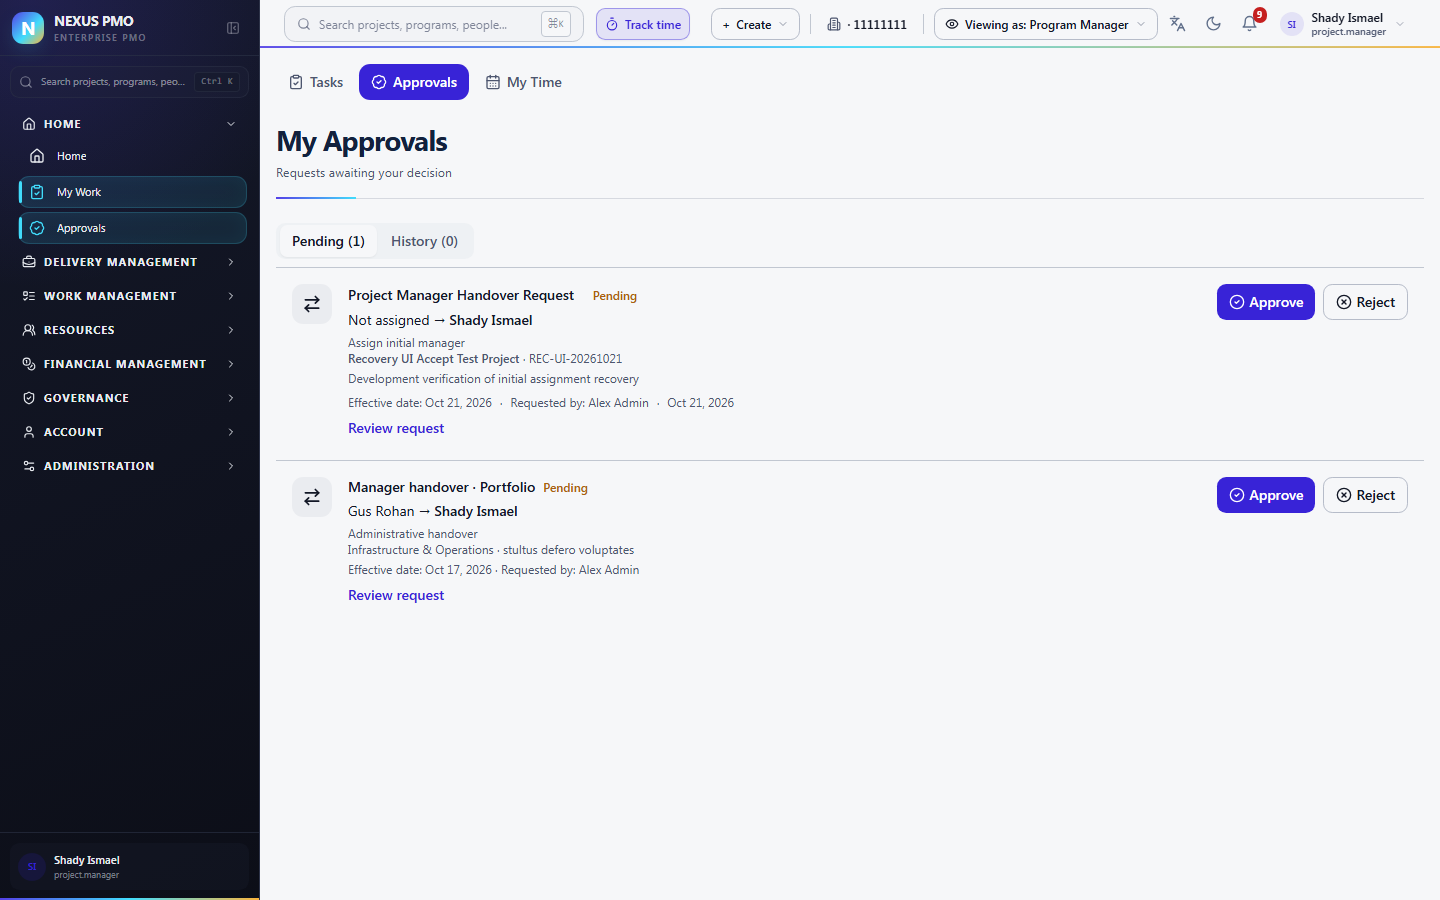 NEXUS PMO
ENTERPRISE PMO
Search projects, programs, peo... Ctrl K
HOME
Home
My Work
Approvals
DELIVERY MANAGEMENT
WORK MANAGEMENT
RESOURCES
FINANCIAL MANAGEMENT
GOVERNANCE
ACCOUNT
ADMINISTRATION
SI
Shady Ismael
project.manager
Search projects, programs, people... ⌘K
Track time
+ Create
· 11111111
Viewing as: Program Manager
9
SI
Shady Ismael
project.manager
Tasks
Approvals
My Time
My Approvals
Requests awaiting your decision
Pending (1)
History (0)
Project Manager Handover Request Pending
Not assigned → Shady Ismael
Assign initial manager
Recovery UI Accept Test Project · REC-UI-20261021
Development verification of initial assignment recovery
Effective date: Oct 21, 2026 · Requested by: Alex Admin · Oct 21, 2026
Review request
Approve
Reject
Manager handover · Portfolio Pending
Gus Rohan → Shady Ismael
Administrative handover
Infrastructure & Operations · stultus defero voluptates
Effective date: Oct 17, 2026 · Requested by: Alex Admin
Review request
Approve
Reject